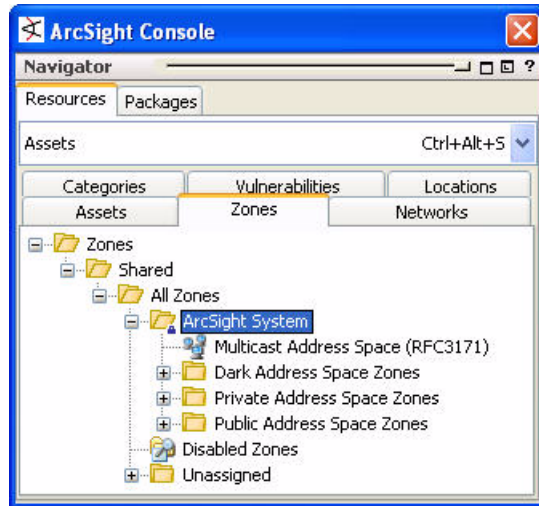 ArcSight Console
Navigator ?
Resources Packages
Assets Ctrl+Alt+S
Categories Vulnerabilities Locations
Assets Zones Networks
Zones
Shared
All Zones
ArcSight System
Multicast Address Space (RFC3171)
Dark Address Space Zones
Private Address Space Zones
Public Address Space Zones
Disabled Zones
Unassigned